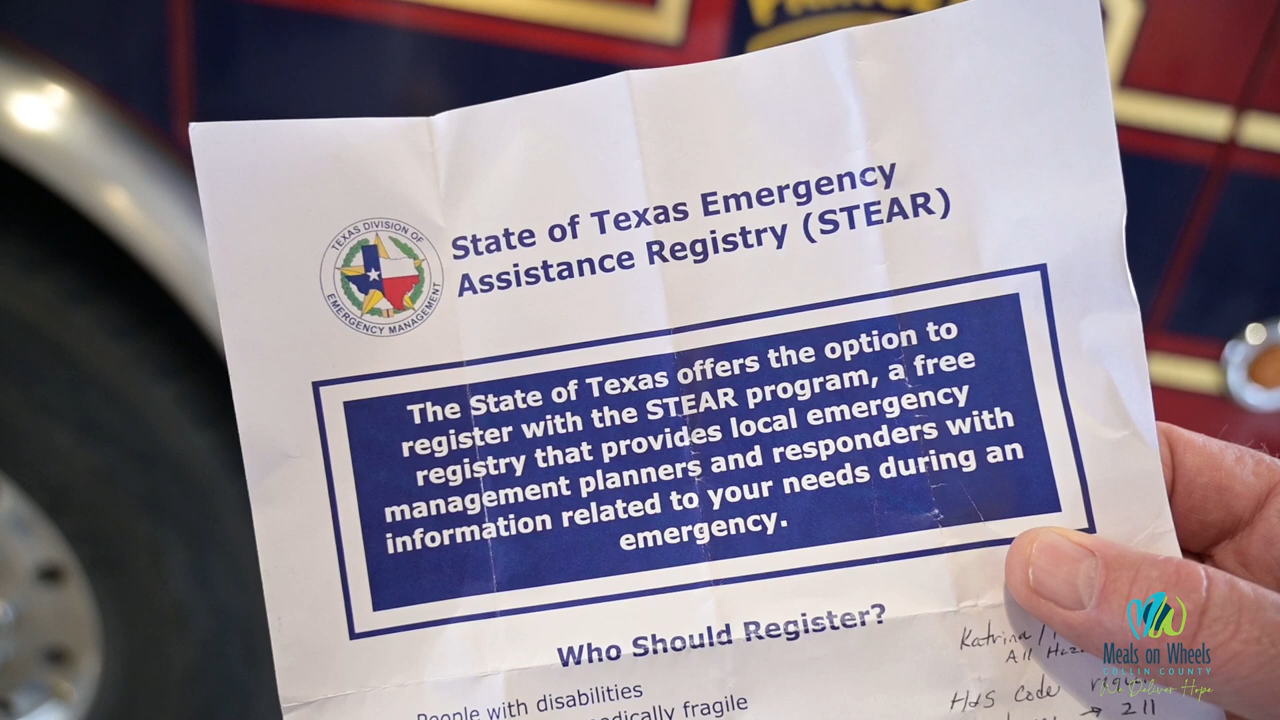 TEXAS DIVISION OF
EMERGENCY MANAGEMENT
State of Texas Emergency
Assistance Registry (STEAR)
The State of Texas offers the option to
register with the STEAR program, a free
registry that provides local emergency
management planners and responders with
information related to your needs during an
emergency.
Who Should Register?
People with disabilities
medically fragile
Katrina
All Haz
HdS Code
→ 211
Meals on Wheels
COLLIN COUNTY
We Deliver Hope